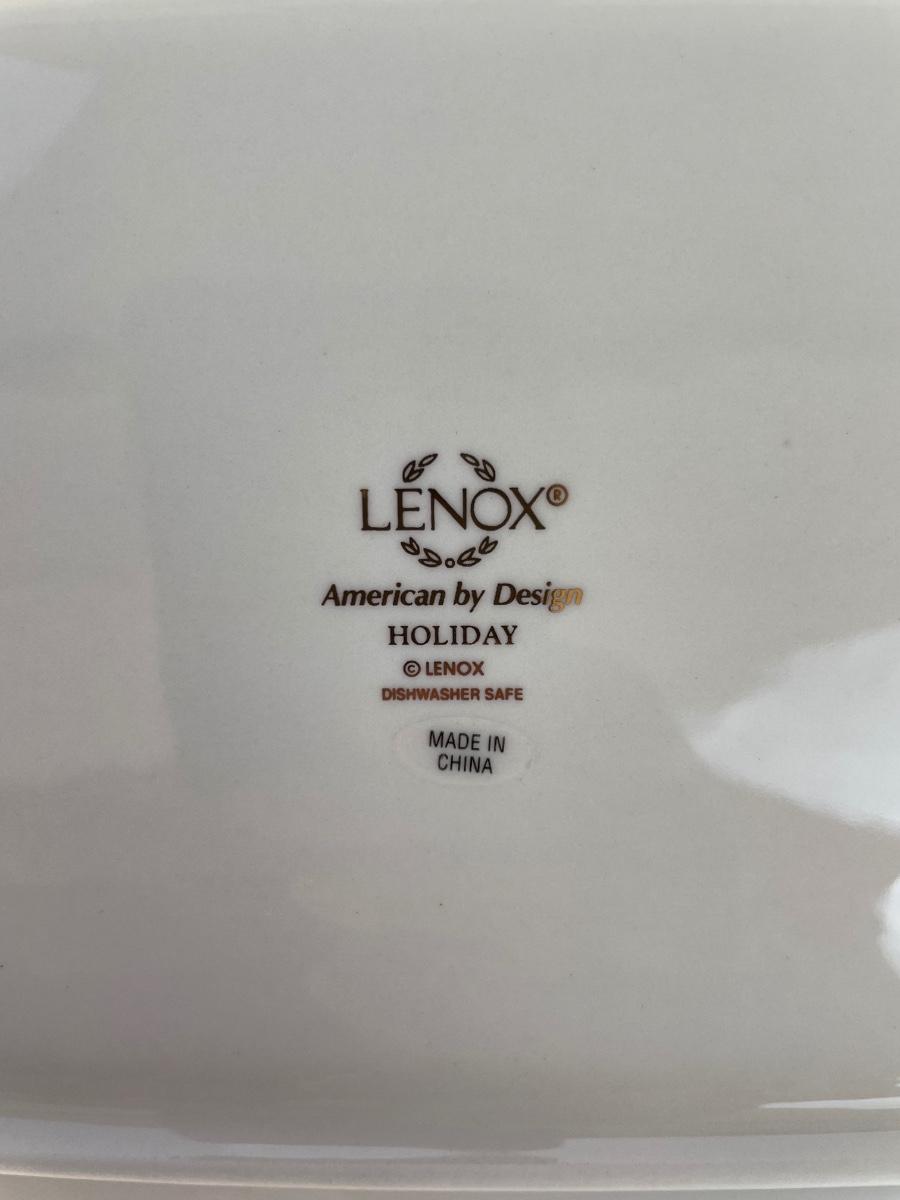 LENOX®
American by Design
HOLIDAY
© LENOX
DISHWASHER SAFE
MADE IN
CHINA